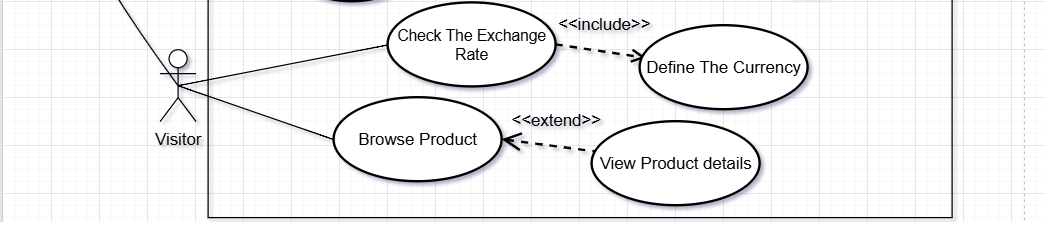 <<include>>
Check The Exchange
Rate
Define The Currency
<<extend>>
Visitor
Browse Product
View Product details